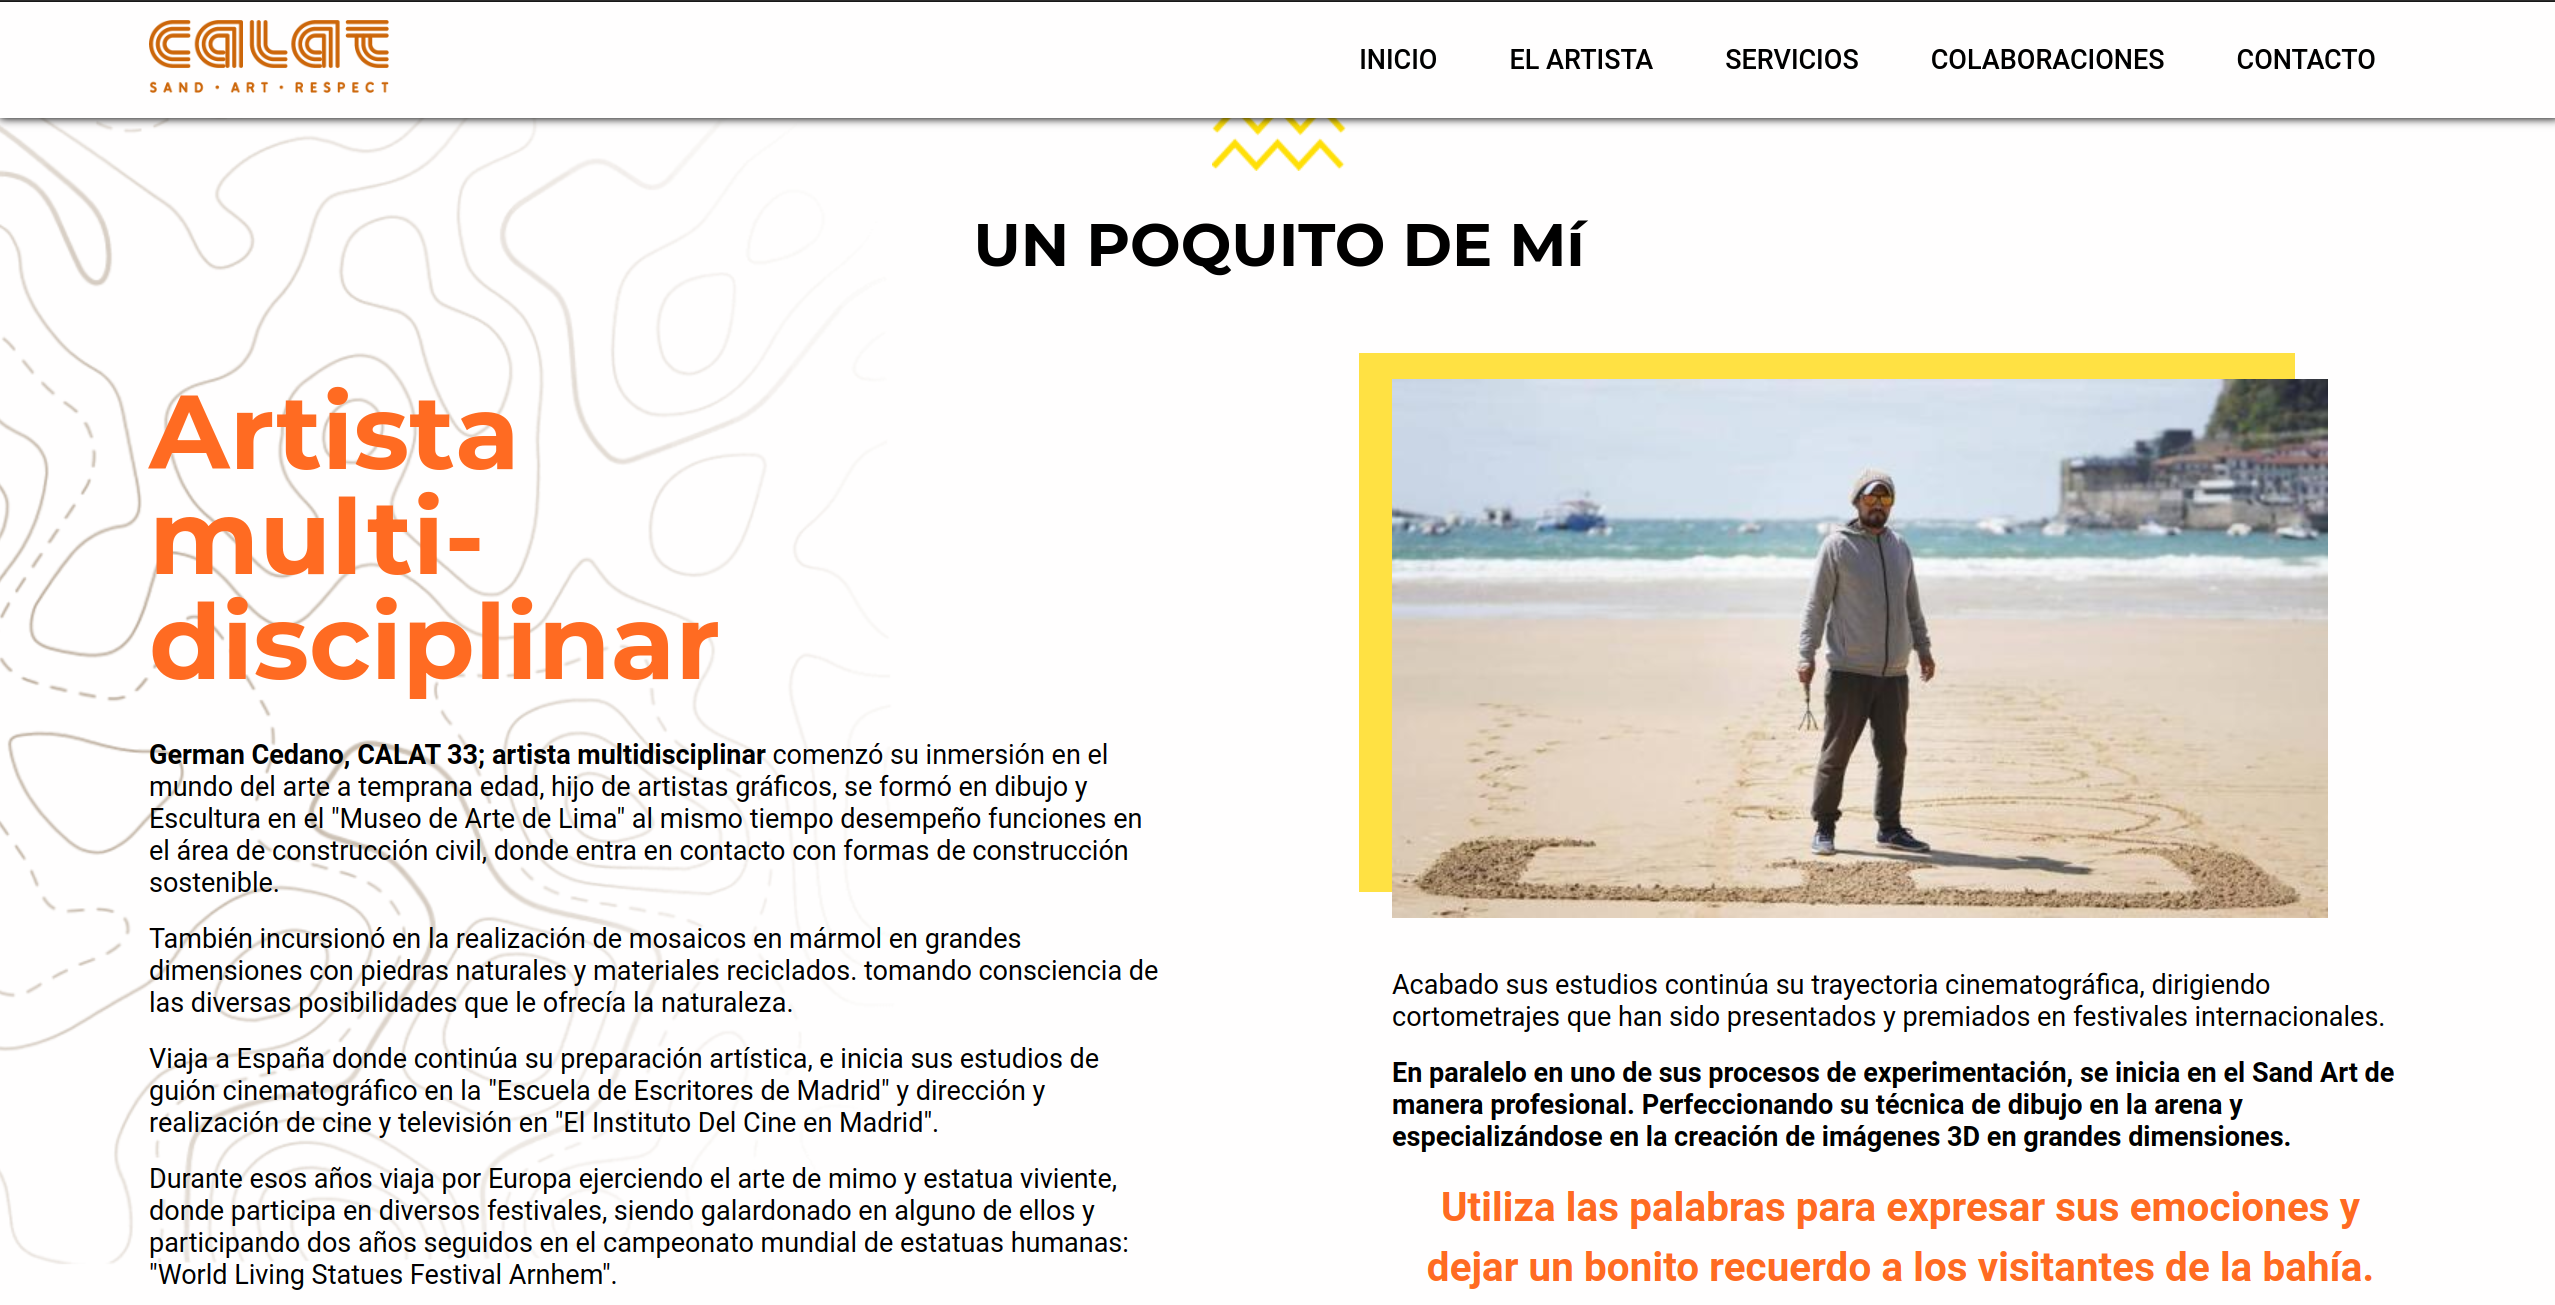 CALAT
SAND · ART · RESPECT
INICIO
EL ARTISTA
SERVICIOS
COLABORACIONES
CONTACTO
UN POQUITO DE Mí
Artista
multi-
disciplinar
German Cedano, CALAT 33; artista multidisciplinar comenzó su inmersión en el
mundo del arte a temprana edad, hijo de artistas gráficos, se formó en dibujo y
Escultura en el "Museo de Arte de Lima" al mismo tiempo desempeño funciones en
el área de construcción civil, donde entra en contacto con formas de construcción
sostenible.
También incursionó en la realización de mosaicos en mármol en grandes
dimensiones con piedras naturales y materiales reciclados. tomando consciencia de
las diversas posibilidades que le ofrecía la naturaleza.
Viaja a España donde continúa su preparación artística, e inicia sus estudios de
guión cinematográfico en la "Escuela de Escritores de Madrid" y dirección y
realización de cine y televisión en "El Instituto Del Cine en Madrid".
Durante esos años viaja por Europa ejerciendo el arte de mimo y estatua viviente,
donde participa en diversos festivales, siendo galardonado en alguno de ellos y
participando dos años seguidos en el campeonato mundial de estatuas humanas:
"World Living Statues Festival Arnhem".
Acabado sus estudios continúa su trayectoria cinematográfica, dirigiendo
cortometrajes que han sido presentados y premiados en festivales internacionales.
En paralelo en uno de sus procesos de experimentación, se inicia en el Sand Art de
manera profesional. Perfeccionando su técnica de dibujo en la arena y
especializándose en la creación de imágenes 3D en grandes dimensiones.
Utiliza las palabras para expresar sus emociones y
dejar un bonito recuerdo a los visitantes de la bahía.